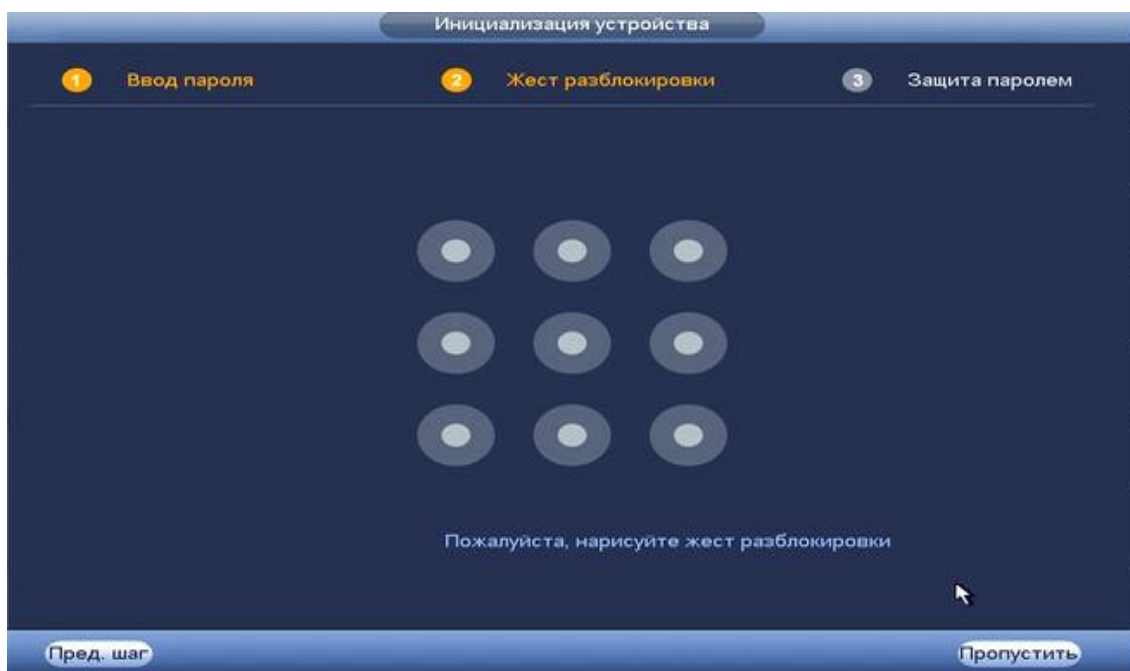 Инициализация устройства
1 Ввод пароля 2 Жест разблокировки 3 Защита паролем
Пожалуйста, нарисуйте жест разблокировки
Пред. шаг Пропустить